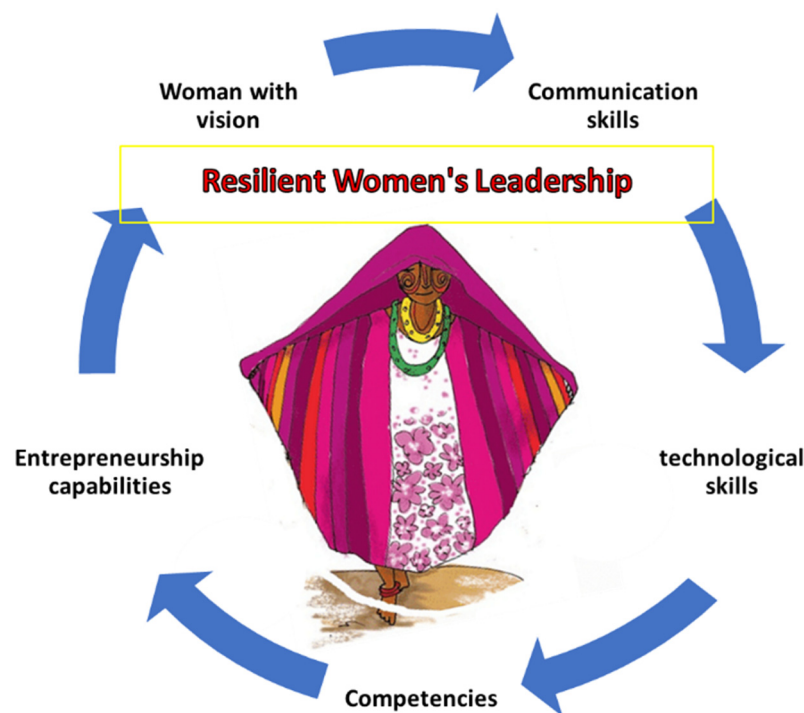 Woman with
vision
Communication
skills
Resilient Women's Leadership
technological
skills
Competencies
Entrepreneurship
capabilities